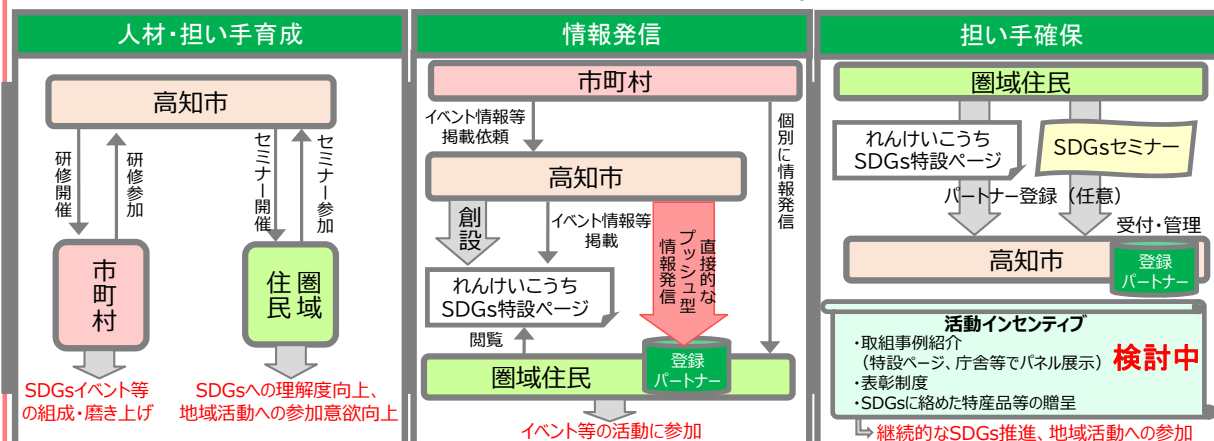 人材・担い手育成
高知市
研修開催
研修参加
セミナー開催
セミナー参加
市町村
圏域
住民
SDGsイベント等
の組成・磨き上げ
SDGsへの理解度向上、
地域活動への参加意欲向上
情報発信
市町村
イベント情報等
掲載依頼
個別に情報発信
高知市
創設
イベント情報等
掲載
直接的な
プッシュ型
情報発信
れんけいこうち
SDGs特設ページ
閲覧
圏域住民
登録
パートナー
イベント等の活動に参加
担い手確保
圏域住民
れんけいこうち
SDGs特設ページ
SDGsセミナー
パートナー登録（任意）
受付・管理
高知市
登録
パートナー
活動インセンティブ
・取組事例紹介
（特設ページ、庁舎等でパネル展示）
・表彰制度
・SDGsに絡めた特産品等の贈呈
検討中
継続的なSDGs推進、地域活動への参加